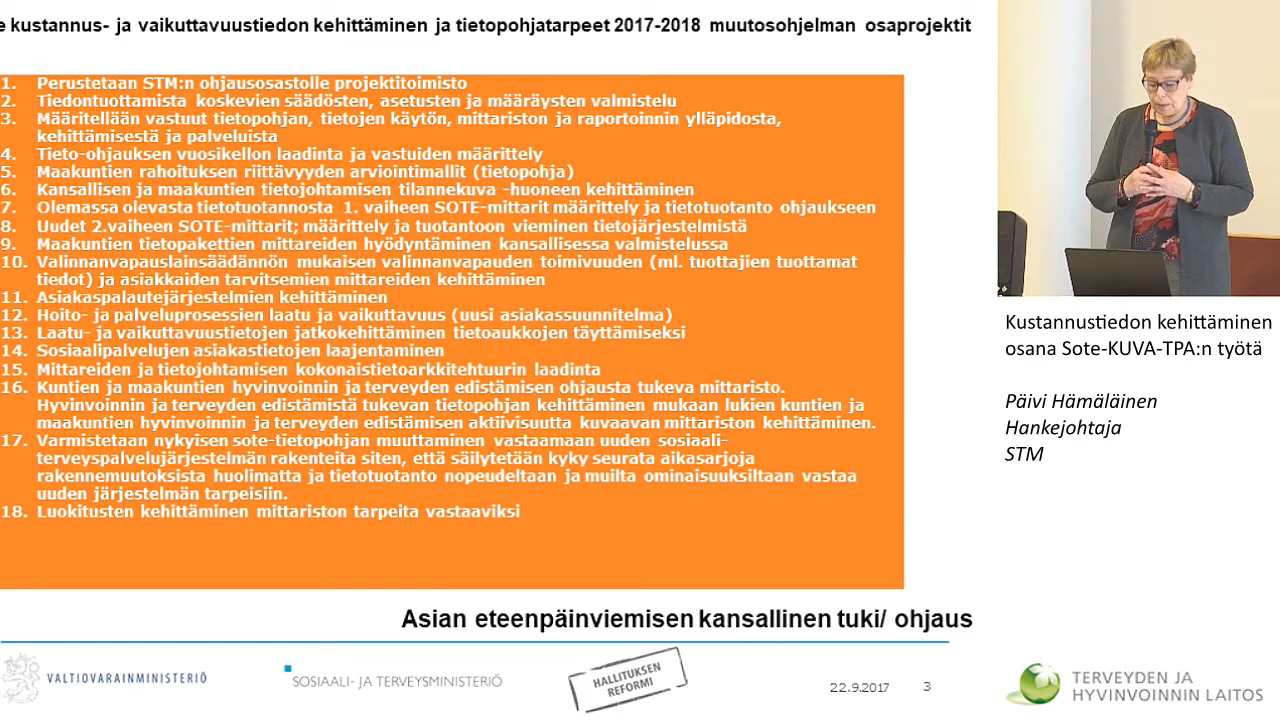 e kustannus- ja vaikuttavuustiedon kehittäminen ja tietopohjatarpeet 2017-2018 muutosohjelman osaprojektit
1. Perustetaan STM:n ohjausosastolle projektitoimisto
2. Tiedontuottamista koskevien säädösten, asetusten ja määräysten valmistelu
3. Määritellään vastuut tietopohjan, tietojen käytön, mittariston ja raportoinnin ylläpidosta,
kehittämisestä ja palveluista
4. Tieto-ohjauksen vuosikellon laadinta ja vastuiden määrittely
5. Maakuntien rahoituksen riittävyyden arviointimallit (tietopohja)
6. Kansallisen ja maakuntien tietojohtamisen tilannekuva -huoneen kehittäminen
7. Olemassa olevasta tietotuotannosta 1. vaiheen SOTE-mittarit määrittely ja tietotuotanto ohjaukseen
8. Uudet 2.vaiheen SOTE-mittarit; määrittely ja tuotantoon vieminen tietojärjestelmistä
9. Maakuntien tietopakettien mittareiden hyödyntäminen kansallisessa valmistelussa
10. Valinnanvapauslainsäädännön mukaisen valinnanvapauden toimivuuden (ml. tuottajien tuottamat
tiedot) ja asiakkaiden tarvitsemien mittareiden kehittäminen
11. Asiakaspalautejärjestelmien kehittäminen
12. Hoito- ja palveluprosessien laatu ja vaikuttavuus (uusi asiakassuunnitelma)
13. Laatu- ja vaikuttavuustietojen jatkokehittäminen tietoaukkojen täyttämiseksi
14. Sosiaalipalvelujen asiakastietojen laajentaminen
15. Mittareiden ja tietojohtamisen kokonaistietoarkkitehtuurin laadinta
16. Kuntien ja maakuntien hyvinvoinnin ja terveyden edistämisen ohjausta tukeva mittaristo.
Hyvinvoinnin ja terveyden edistämistä tukevan tietopohjan kehittäminen mukaan lukien kuntien ja
maakuntien hyvinvoinnin ja terveyden edistämisen aktiivisuutta kuvaavan mittariston kehittäminen.
17. Varmistetaan nykyisen sote-tietopohjan muuttaminen vastaamaan uuden sosiaali-
terveyspalvelujärjestelmän rakenteita siten, että säilytetään kyky seurata aikasarjoja
rakennemuutoksista huolimatta ja tietotuotanto nopeudeltaan ja muilta ominaisuuksiltaan vastaa
uuden järjestelmän tarpeisiin.
18. Luokitusten kehittäminen mittariston tarpeita vastaaviksi
Asian eteenpäinviemisen kansallinen tuki/ ohjaus
VALTIOVARAINMINISTERIÖ
SOSIAALI- JA TERVEYSMINISTERIÖ
HALLITUKSEN
REFORMI
22.9.2017 3
Kustannustiedon kehittäminen
osana Sote-KUVA-TPA:n työtä
Päivi Hämäläinen
Hankejohtaja
STM
TERVEYDEN JA
HYVINVOINNIN LAITOS